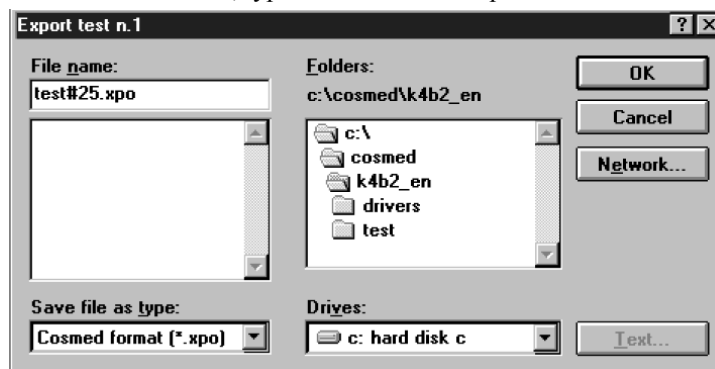 Export test n.1
File name:
test#25.xpo
Folders:
c:\cosmed\k4b2_en
c:\
cosmed
k4b2_en
drivers
test
OK
Cancel
Network...
Save file as type:
Cosmed format (*.xpo)
Drives:
c: hard disk c
Text...